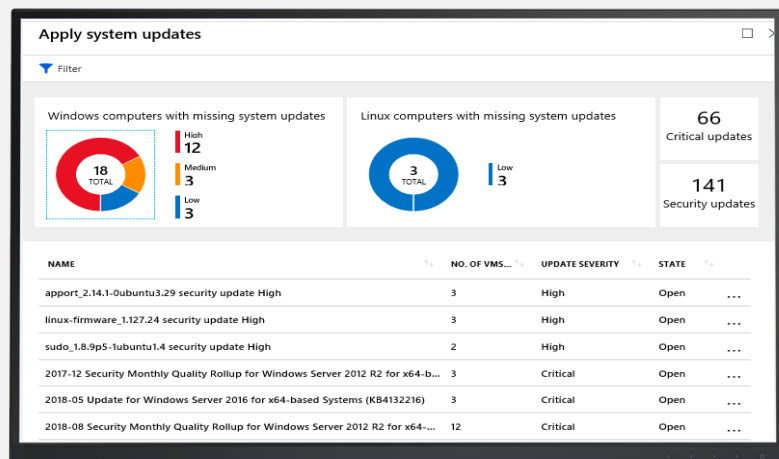 Apply system updates
Filter
Windows computers with missing system updates
18
TOTAL
High
12
Medium
3
Low
3
Linux computers with missing system updates
3
TOTAL
Low
3
66
Critical updates
141
Security updates
NAME NO. OF VMS... UPDATE SEVERITY STATE
apport_2.14.1-0ubuntu3.29 security update High 3 High Open ...
linux-firmware_1.127.24 security update High 3 High Open ...
sudo_1.8.9p5-1ubuntu1.4 security update High 2 High Open ...
2017-12 Security Monthly Quality Rollup for Windows Server 2012 R2 for x64-b... 3 Critical Open ...
2018-05 Update for Windows Server 2016 for x64-based Systems (KB4132216) 3 Critical Open ...
2018-08 Security Monthly Quality Rollup for Windows Server 2012 R2 for x64-... 12 Critical Open ...